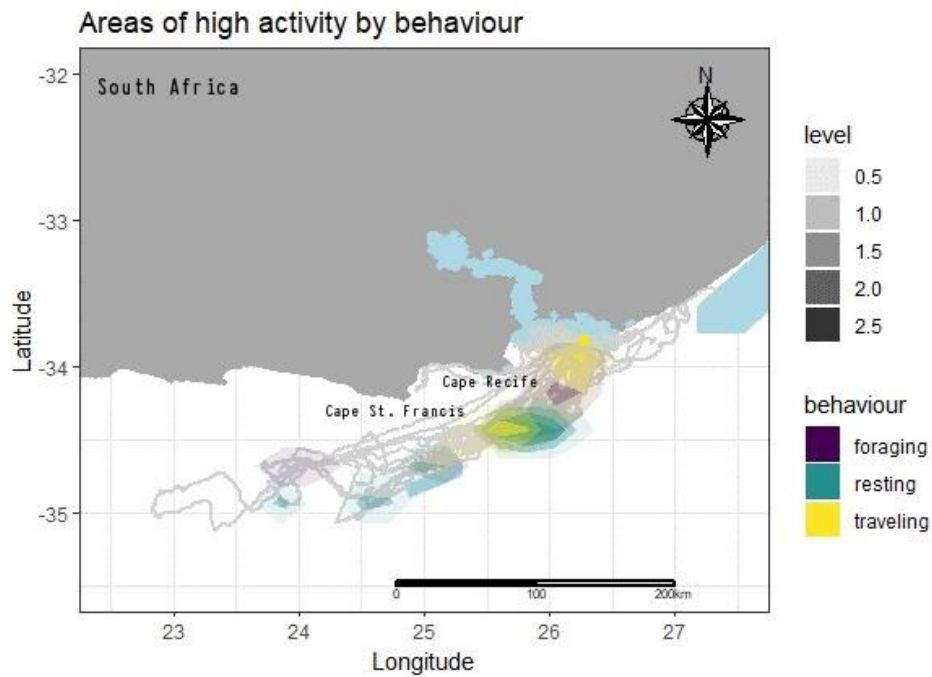 Areas of high activity by behaviour
South Africa
N
-32
-33
-34
-35
Latitude
Cape Recife
Cape St. Francis
0 100 200km
23 24 25 26 27
Longitude
level
0.5
1.0
1.5
2.0
2.5
behaviour
foraging
resting
traveling